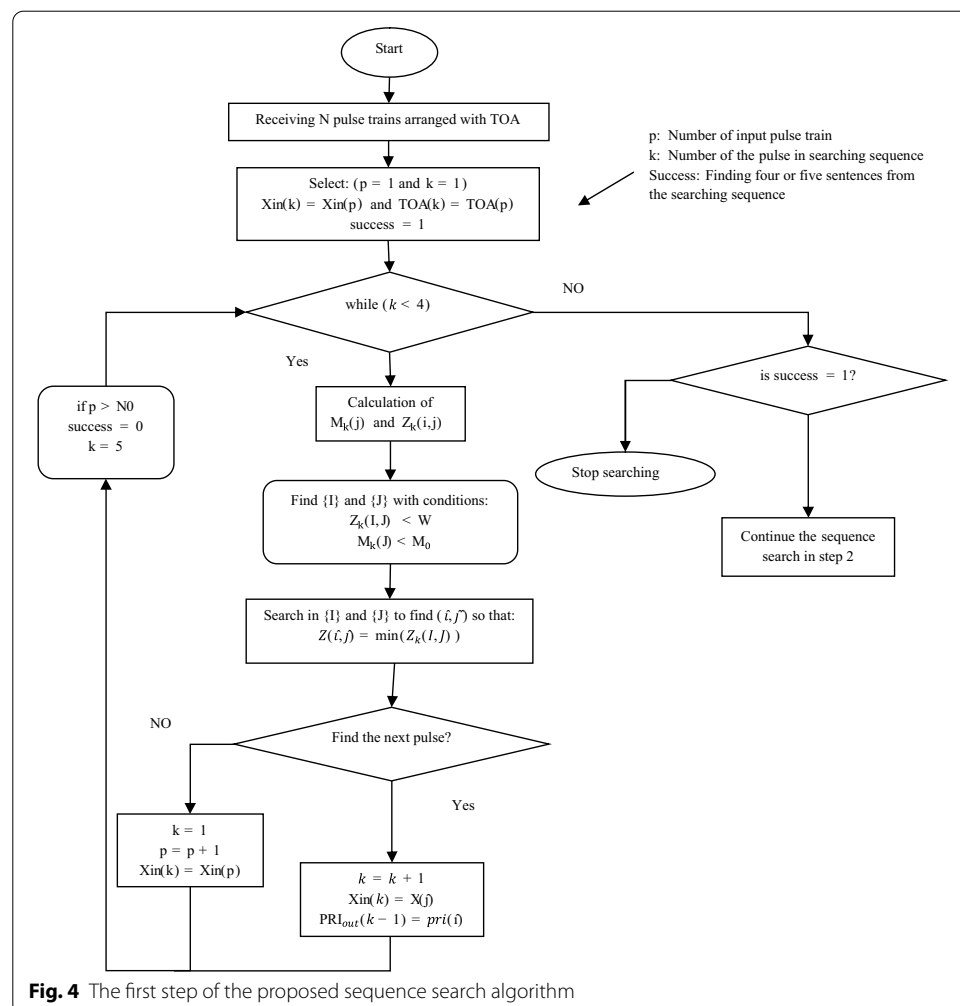 Start
Receiving N pulse trains arranged with TOA
p: Number of input pulse train
k: Number of the pulse in searching sequence
Success: Finding four or five sentences from
the searching sequence
Select: (p = 1 and k = 1)
Xin(k) = Xin(p) and TOA(k) = TOA(p)
success = 1
while (k < 4)
NO
Yes
is success = 1?
if p > N0
success = 0
k = 5
Calculation of
Mₖ(j) and Zₖ(i,j)
Stop searching
Find {I} and {J} with conditions:
Zₖ(I,J) < W
Mₖ(J) < M₀
Continue the sequence
search in step 2
Search in {I} and {J} to find (î,ĵ) so that:
Z(î,ĵ) = min(Zₖ(I,J))
NO
Find the next pulse?
Yes
k = 1
p = p + 1
Xin(k) = Xin(p)
k = k + 1
Xin(k) = X(ĵ)
PRIₒᵤₜ(k − 1) = pri(î)
Fig. 4 The first step of the proposed sequence search algorithm